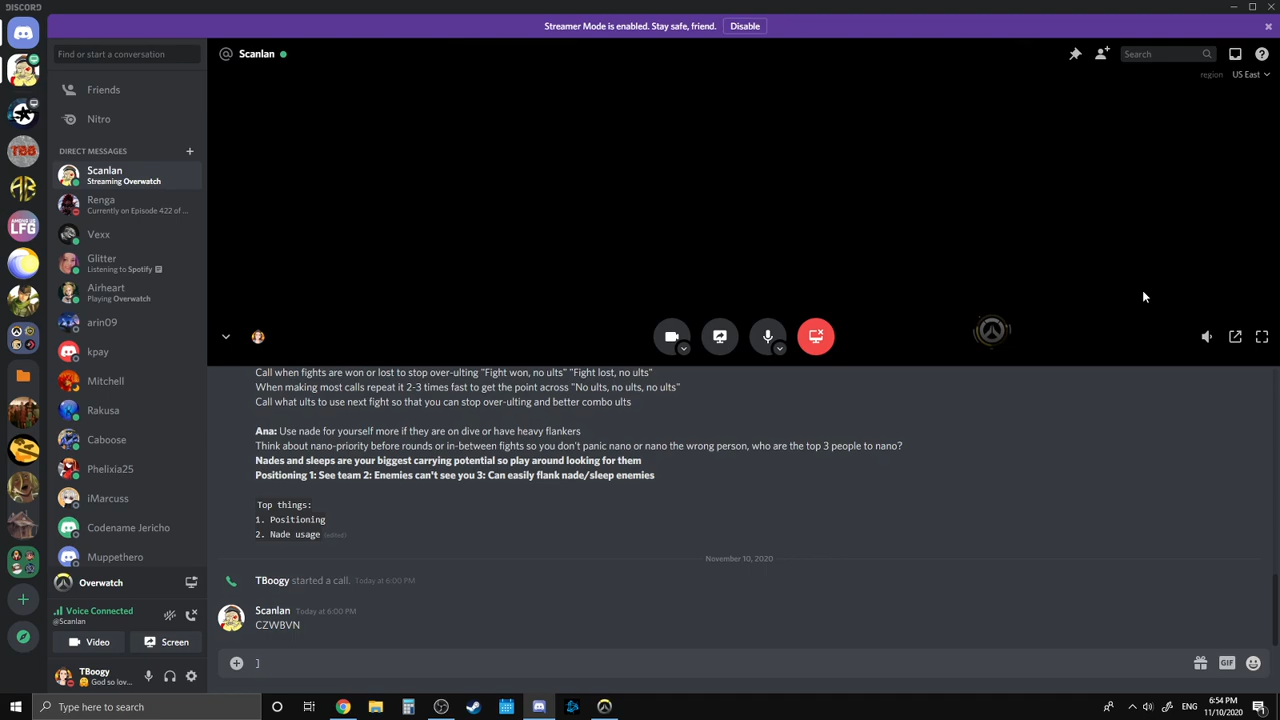 DISCORD
Streamer Mode is enabled. Stay safe, friend.
Disable
Find or start a conversation
Scanlan
Search
region
US East
Friends
Nitro
DIRECT MESSAGES
Scanlan
Streaming Overwatch
Renga
Currently on Episode 422 of ...
Vexx
Glitter
Listening to Spotify
Airheart
Playing Overwatch
arin09
kpay
Mitchell
Rakusa
Caboose
Phelixia25
iMarcuss
Codename Jericho
Muppethero
TBB
AB
AMONG US
LFG
Call when fights are won or lost to stop over-ulting "Fight won, no ults" "Fight lost, no ults"
When making most calls repeat it 2-3 times fast to get the point across "No ults, no ults, no ults"
Call what ults to use next fight so that you can stop over-ulting and better combo ults
Ana: Use nade for yourself more if they are on dive or have heavy flankers
Think about nano-priority before rounds or in-between fights so you don't panic nano or nano the wrong person, who are the top 3 people to nano?
Nades and sleeps are your biggest carrying potential so play around looking for them
Positioning 1: See team 2: Enemies can't see you 3: Can easily flank nade/sleep enemies
Top things:
1. Positioning
2. Nade usage (edited)
November 10, 2020
TBoogy started a call. Today at 6:00 PM
Scanlan Today at 6:00 PM
CZWBVN
]
GIF
Overwatch
Voice Connected
@Scanlan
Video
Screen
TBoogy
God so lov...
Type here to search
ENG
6:54 PM
11/10/2020
1